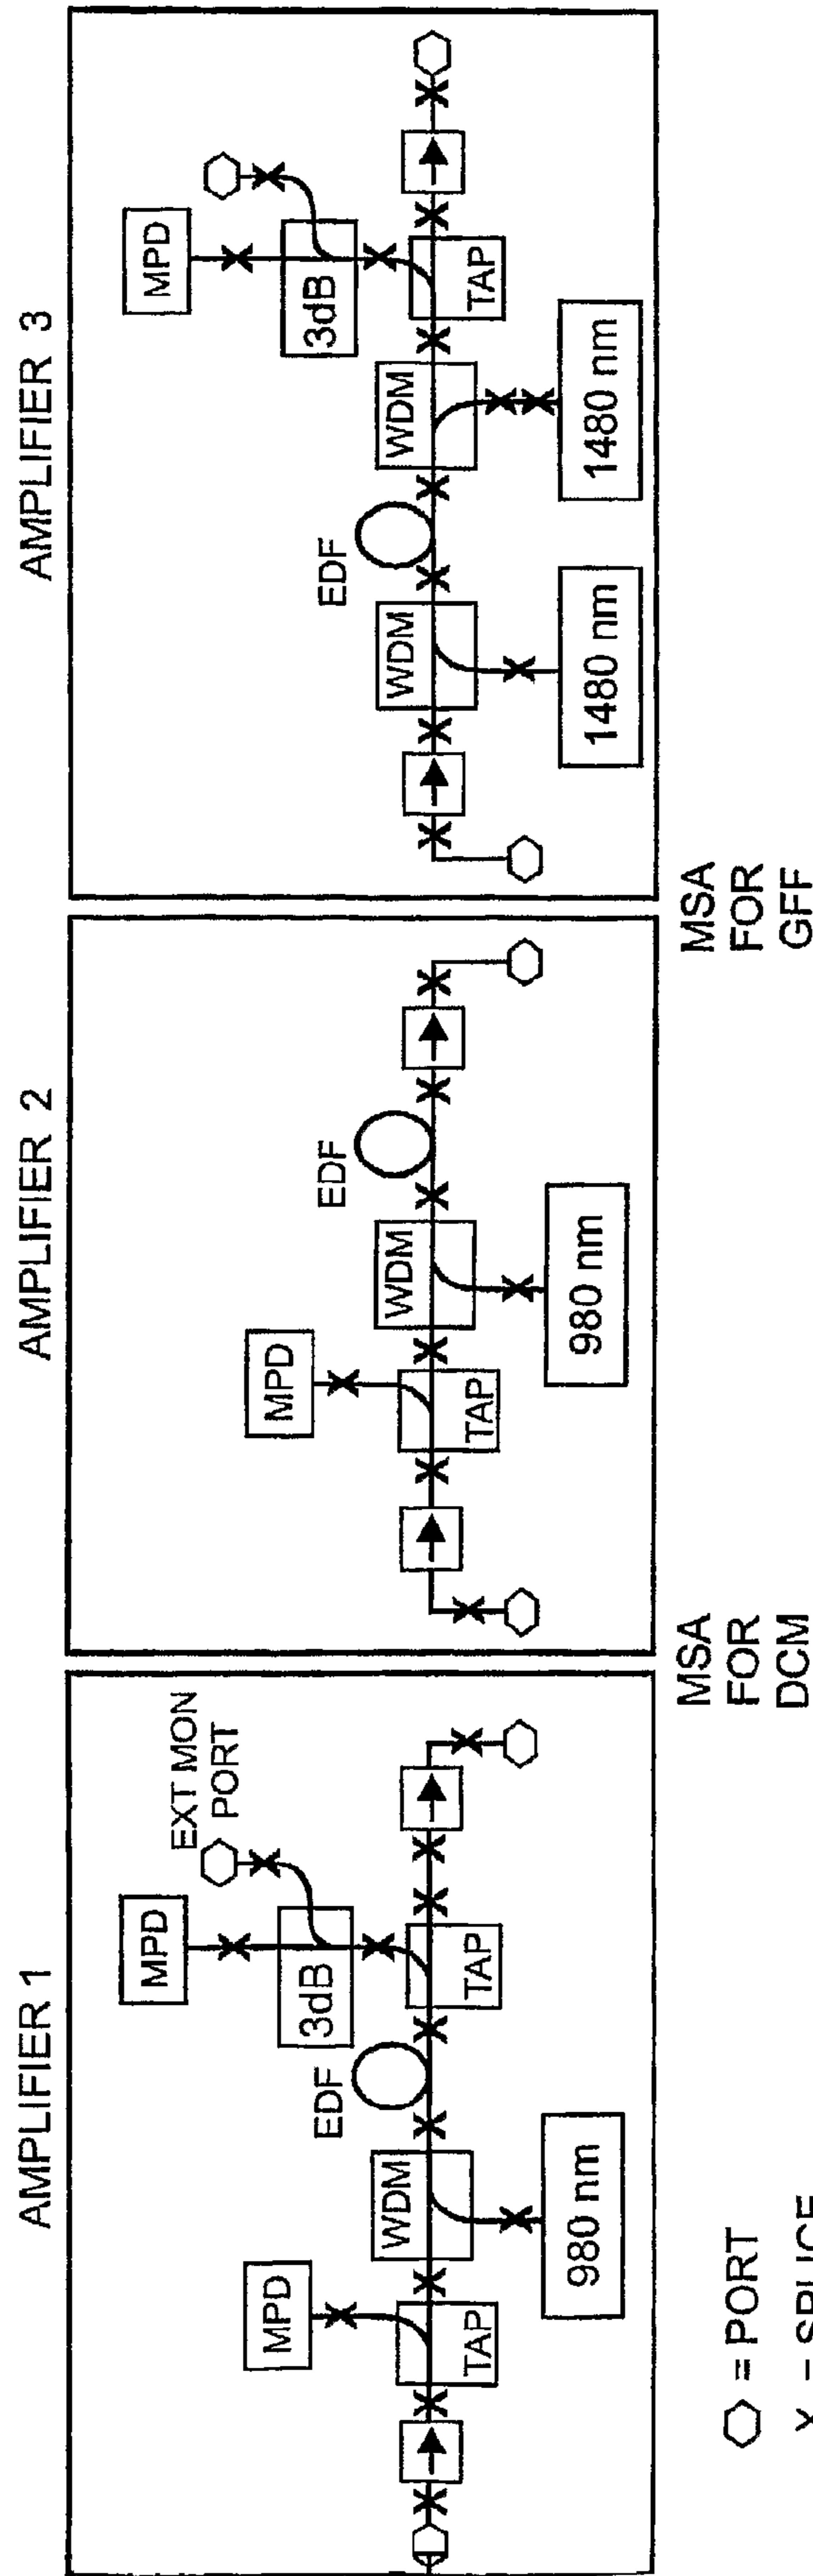 AMPLIFIER 1
MPD
TAP
WDM
980 nm
EDF
TAP
3dB
MPD
EXT MON
PORT
AMPLIFIER 2
MPD
TAP
WDM
980 nm
EDF
AMPLIFIER 3
WDM
1480 nm
EDF
WDM
1480 nm
TAP
3dB
MPD
MSA
FOR
DCM
MSA
FOR
GFF
= PORT
X = SPLICE